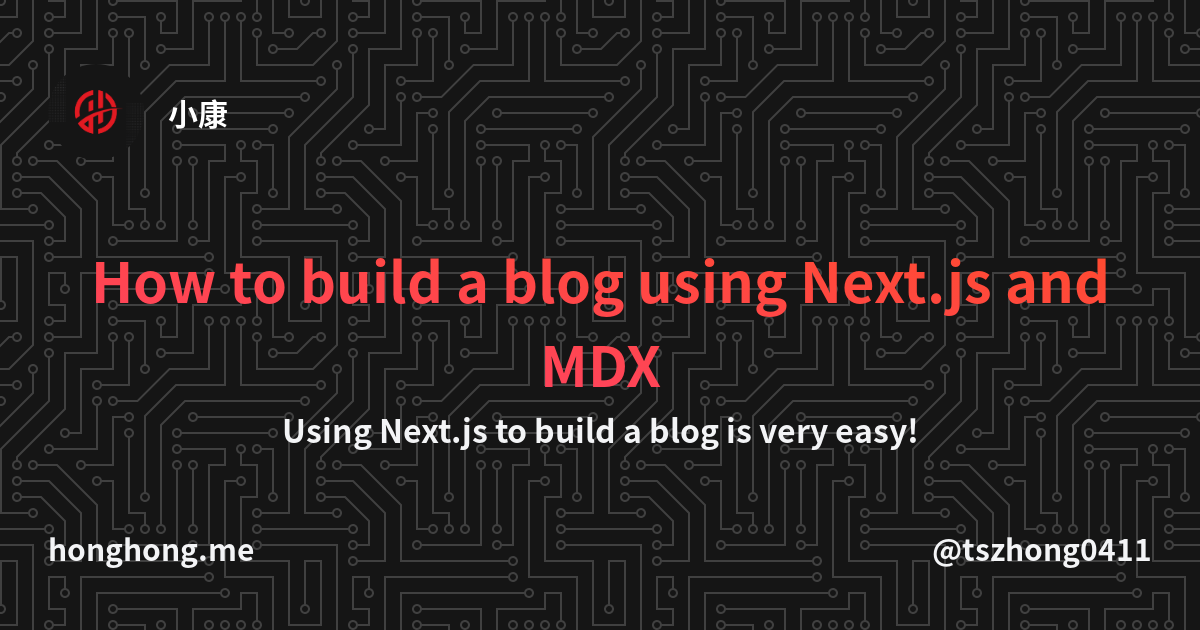 小康
How to build a blog using Next.js and
MDX
Using Next.js to build a blog is very easy!
honghong.me
@tszhong0411